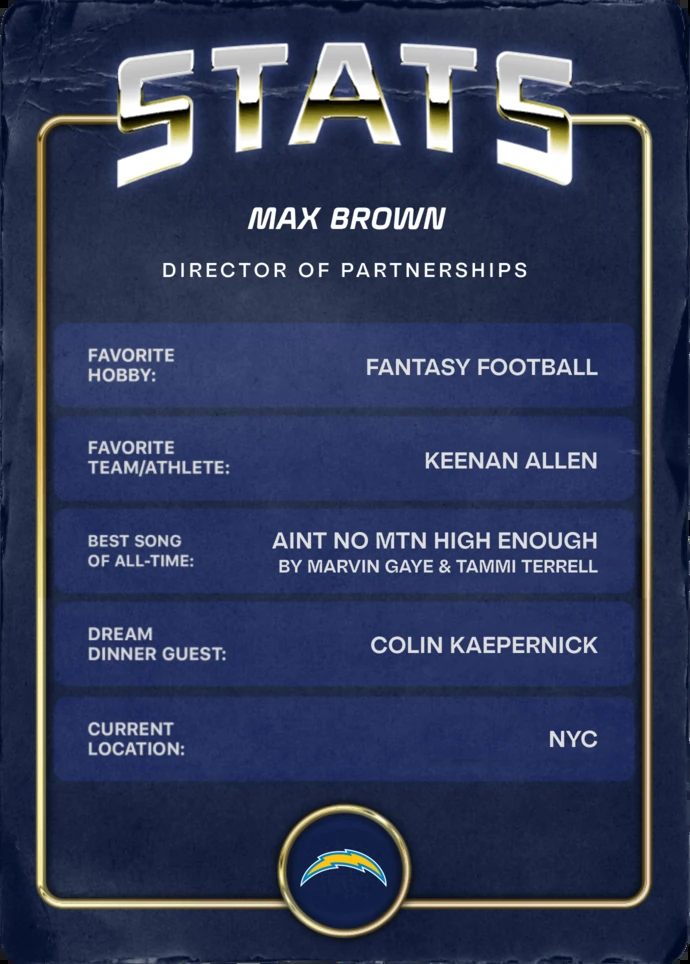 STATS
MAX BROWN
DIRECTOR OF PARTNERSHIPS
FAVORITE
HOBBY:
FANTASY FOOTBALL
FAVORITE
TEAM/ATHLETE:
KEENAN ALLEN
BEST SONG
OF ALL-TIME:
AINT NO MTN HIGH ENOUGH
BY MARVIN GAYE & TAMMI TERRELL
DREAM
DINNER GUEST:
COLIN KAEPERNICK
CURRENT
LOCATION:
NYC